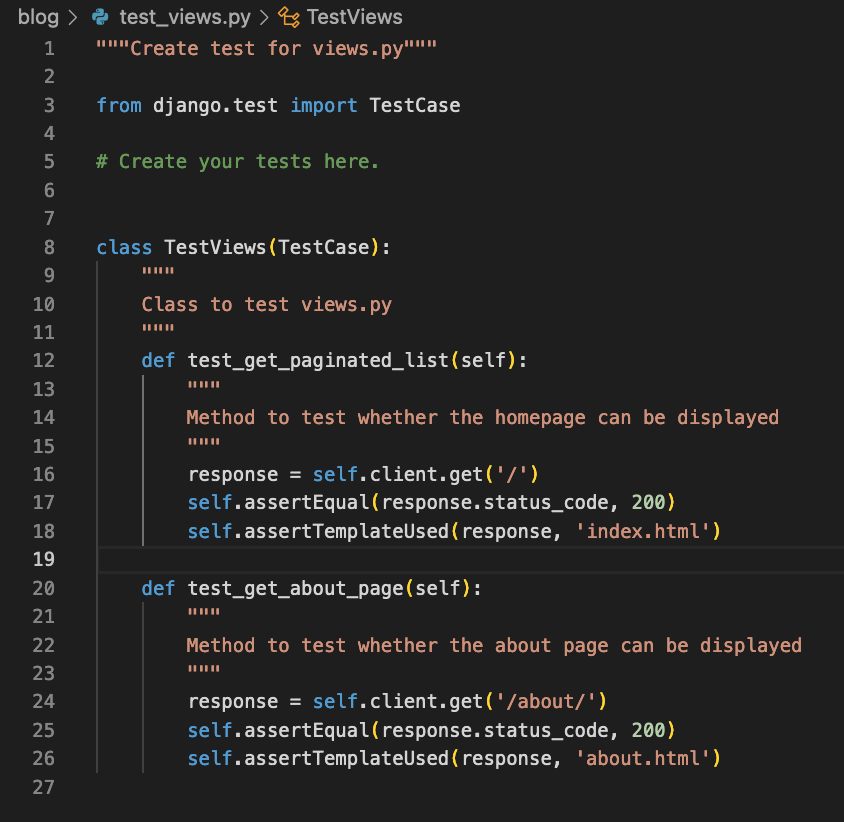 blog > test_views.py > TestViews
1 """Create test for views.py"""
2
3 from django.test import TestCase
4
5 # Create your tests here.
6
7
8 class TestViews(TestCase):
9     """
10     Class to test views.py
11     """
12     def test_get_paginated_list(self):
13         """
14         Method to test whether the homepage can be displayed
15         """
16         response = self.client.get('/')
17         self.assertEqual(response.status_code, 200)
18         self.assertTemplateUsed(response, 'index.html')
19
20     def test_get_about_page(self):
21         """
22         Method to test whether the about page can be displayed
23         """
24         response = self.client.get('/about/')
25         self.assertEqual(response.status_code, 200)
26         self.assertTemplateUsed(response, 'about.html')
27